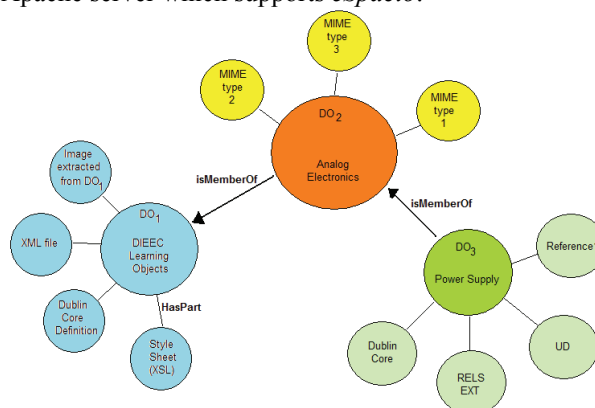 Apache server which supports eSpacio.
MIME
type
3
MIME
type
2
MIME
type
1
DO2
Analog
Electronics
Image
extracted
from DO1
isMemberOf
isMemberOf
DO1
DIEEC
Learning
Objects
XML file
DO3
Power Supply
Reference
HasPart
Dublin
Core
Definition
Style
Sheet
(XSL)
Dublin
Core
RELS
EXT
UD